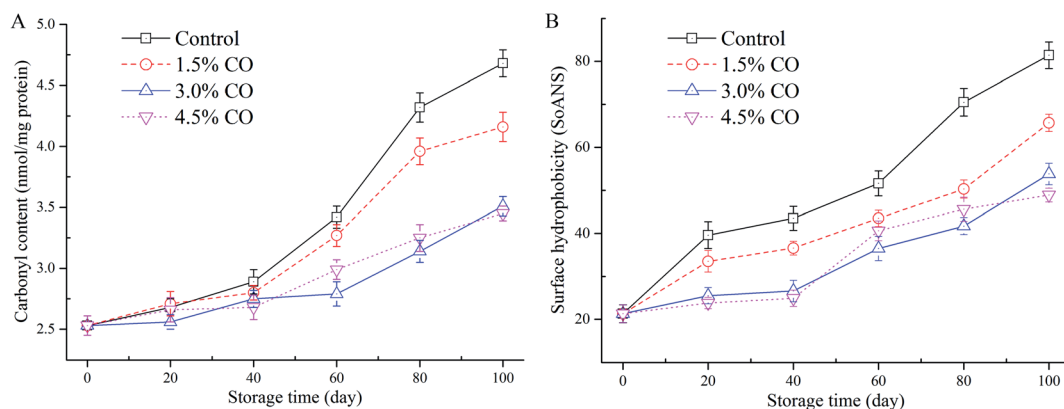 A
Control
1.5% CO
3.0% CO
4.5% CO
Carbonyl content (nmol/mg protein)
5.0
4.5
4.0
3.5
3.0
2.5
0 20 40 60 80 100
Storage time (day)
B
Control
1.5% CO
3.0% CO
4.5% CO
Surface hydrophobicity (SoANS)
80
60
40
20
0 20 40 60 80 100
Storage time (day)